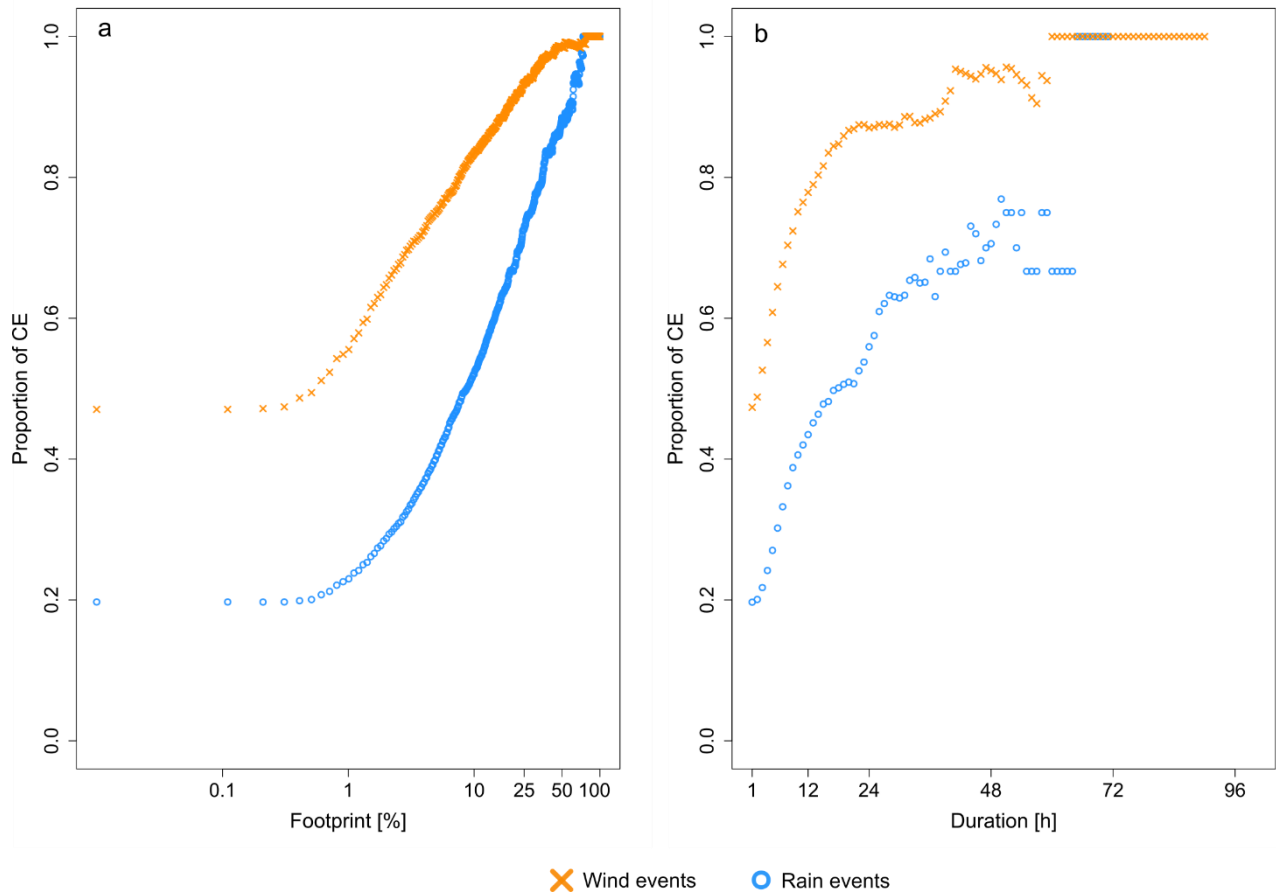 a
Proportion of CE
1.0
0.8
0.6
0.4
0.2
0.0
0.1 1 10 25 50 100
Footprint [%]
b
Proportion of CE
1.0
0.8
0.6
0.4
0.2
0.0
1 12 24 48 72 96
Duration [h]
Wind events Rain events